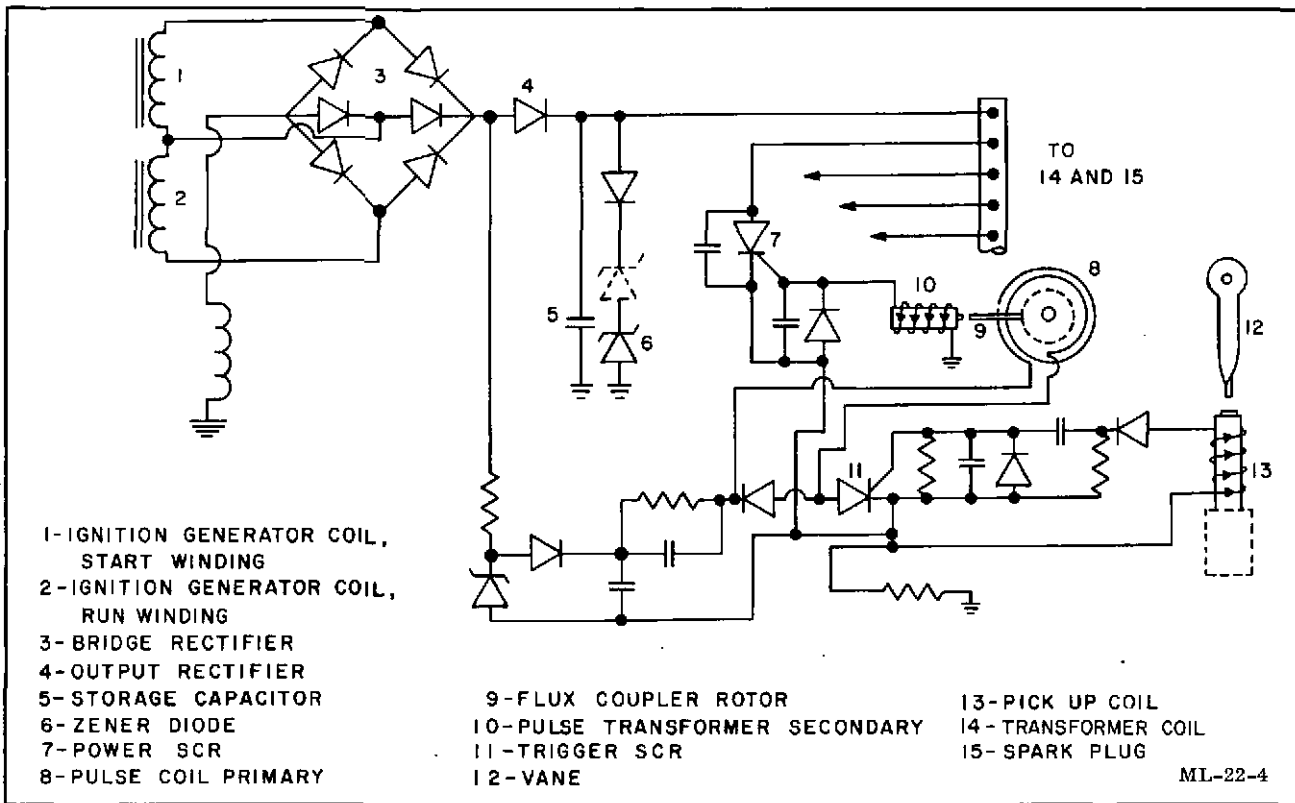 1
2
3
4
5
6
7
TO
14 AND 15
8
9
10
11
12
13
1-IGNITION GENERATOR COIL,
START WINDING
2-IGNITION GENERATOR COIL,
RUN WINDING
3-BRIDGE RECTIFIER
4-OUTPUT RECTIFIER
5-STORAGE CAPACITOR
6-ZENER DIODE
7-POWER SCR
8-PULSE COIL PRIMARY
9-FLUX COUPLER ROTOR
10-PULSE TRANSFORMER SECONDARY
11-TRIGGER SCR
12-VANE
13-PICK UP COIL
14-TRANSFORMER COIL
15-SPARK PLUG
ML-22-4